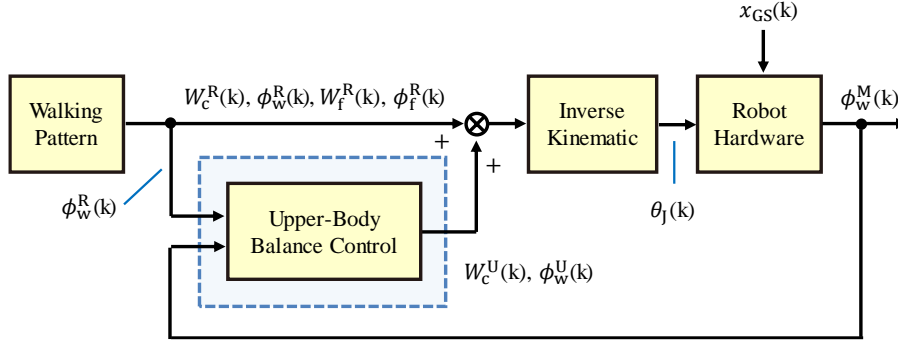 x_GS(k)
Walking
Pattern
W_c^R(k), ϕ_w^R(k), W_f^R(k), ϕ_f^R(k)
Inverse
Kinematic
Robot
Hardware
ϕ_w^M(k)
+
+
ϕ_w^R(k)
Upper-Body
Balance Control
θ_J(k)
W_c^U(k), ϕ_w^U(k)